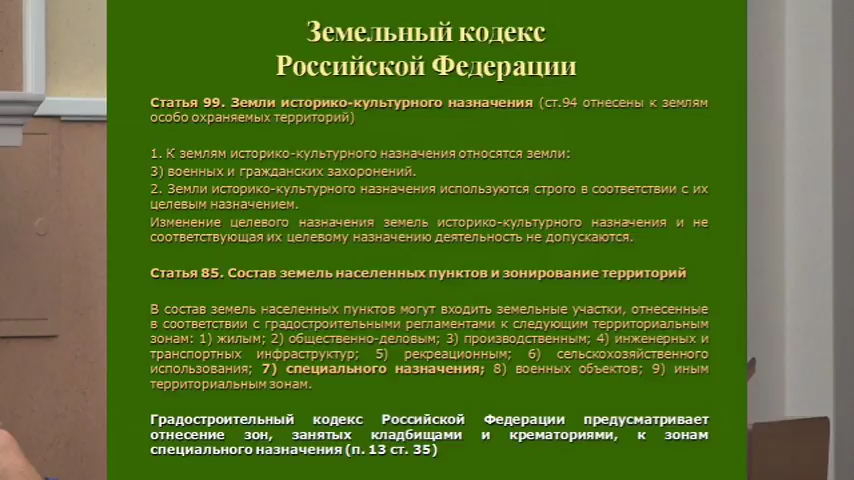 Земельный кодекс
Российской Федерации
Статья 99. Земли историко-культурного назначения (ст.94 отнесены к землям
особо охраняемых территорий)
1. К землям историко-культурного назначения относятся земли:
3) военных и гражданских захоронений.
2. Земли историко-культурного назначения используются строго в соответствии с их
целевым назначением.
Изменение целевого назначения земель историко-культурного назначения и не
соответствующая их целевому назначению деятельность не допускаются.
Статья 85. Состав земель населенных пунктов и зонирование территорий
В состав земель населенных пунктов могут входить земельные участки, отнесенные
в соответствии с градостроительными регламентами к следующим территориальным
зонам: 1) жилым; 2) общественно-деловым; 3) производственным; 4) инженерных и
транспортных инфраструктур; 5) рекреационным; 6) сельскохозяйственного
использования; 7) специального назначения; 8) военных объектов; 9) иным
территориальным зонам.
Градостроительный кодекс Российской Федерации предусматривает
отнесение зон, занятых кладбищами и крематориями, к зонам
специального назначения (п. 13 ст. 35)